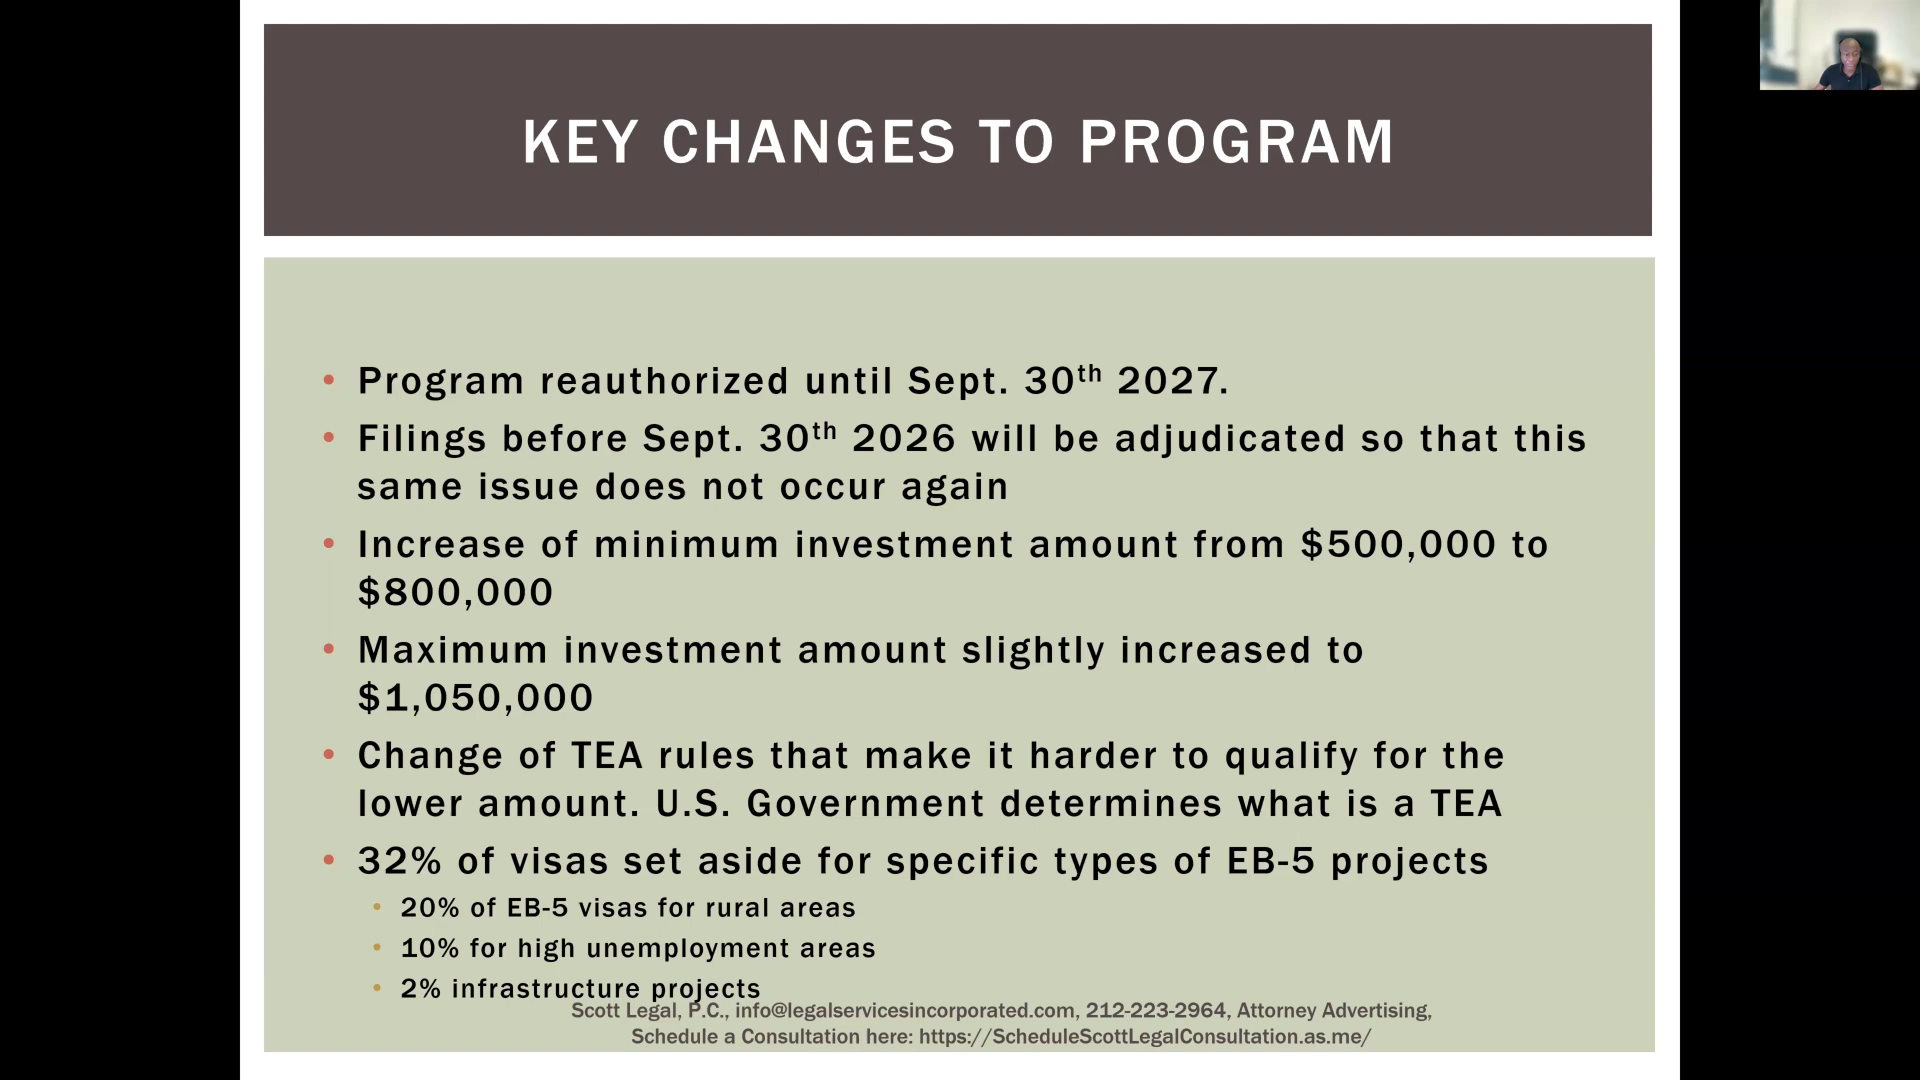 KEY CHANGES TO PROGRAM
• Program reauthorized until Sept. 30th 2027.
• Filings before Sept. 30th 2026 will be adjudicated so that this
same issue does not occur again
• Increase of minimum investment amount from $500,000 to
$800,000
• Maximum investment amount slightly increased to
$1,050,000
• Change of TEA rules that make it harder to qualify for the
lower amount. U.S. Government determines what is a TEA
• 32% of visas set aside for specific types of EB-5 projects
• 20% of EB-5 visas for rural areas
• 10% for high unemployment areas
• 2% infrastructure projects
Scott Legal, P.C., info@legalservicesincorporated.com, 212-223-2964, Attorney Advertising,
Schedule a Consultation here: https://ScheduleScottLegalConsultation.as.me/